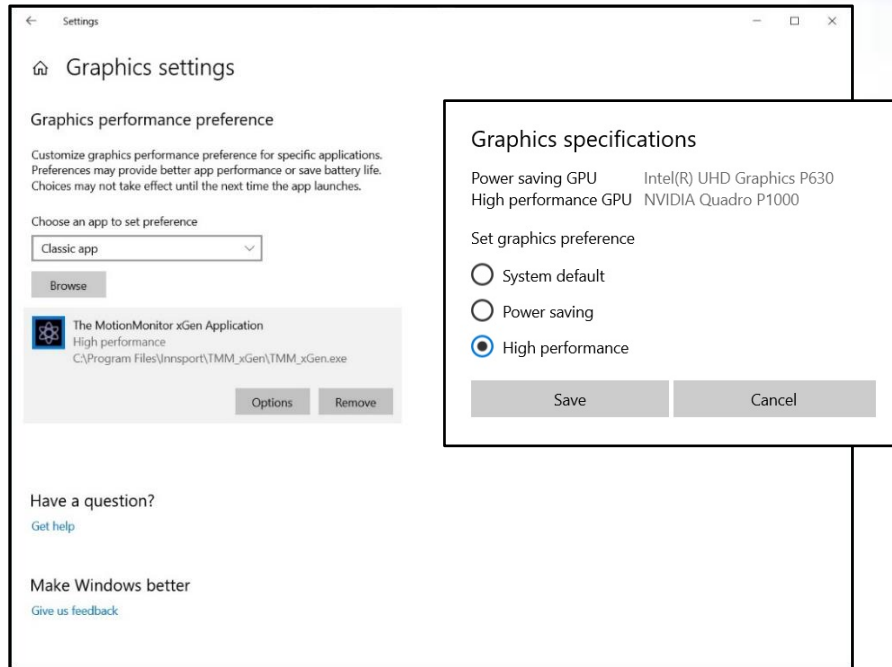 Settings
Graphics settings
Graphics performance preference
Customize graphics performance preference for specific applications.
Preferences may provide better app performance or save battery life.
Choices may not take effect until the next time the app launches.
Choose an app to set preference
Classic app
Browse
The MotionMonitor xGen Application
High performance
C:\Program Files\Innsport\TMM_xGen\TMM_xGen.exe
Options Remove
Have a question?
Get help
Make Windows better
Give us feedback
Graphics specifications
Power saving GPU Intel(R) UHD Graphics P630
High performance GPU NVIDIA Quadro P1000
Set graphics preference
System default
Power saving
High performance
Save Cancel